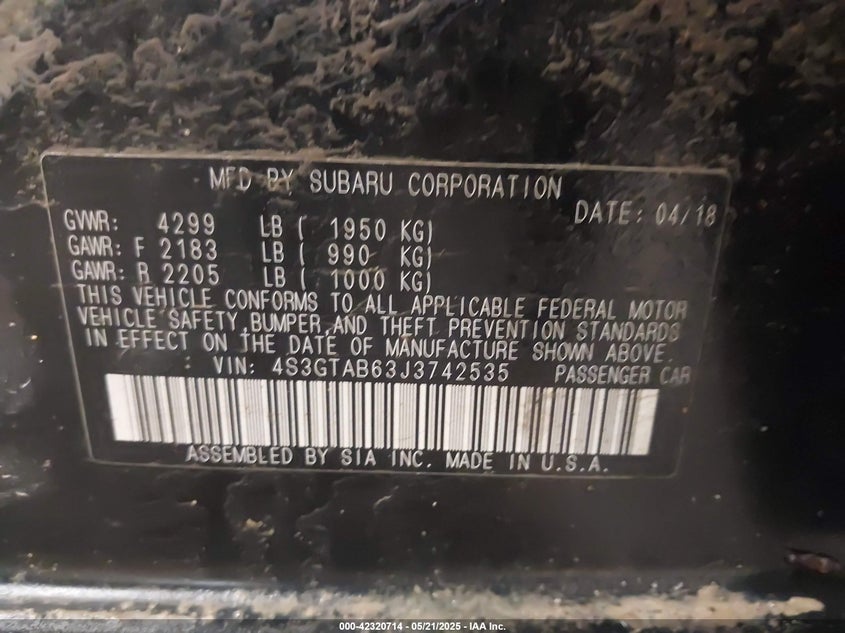 MFD BY SUBARU CORPORATION
DATE: 04/18
GVWR: 4299 LB ( 1950 KG)
GAWR: F 2183 LB ( 990 KG)
GAWR: R 2205 LB ( 1000 KG)
THIS VEHICLE CONFORMS TO ALL APPLICABLE FEDERAL MOTOR
VEHICLE SAFETY,BUMPER,AND THEFT PREVENTION STANDARDS
IN EFFECT ON THE DATE OF MANUFACTURE SHOWN ABOVE.
VIN: 4S3GTAB63J3742535 PASSENGER CAR
ASSEMBLED BY SIA INC. MADE IN U.S.A.
000-42320714 - 05/21/2025 - IAA Inc.